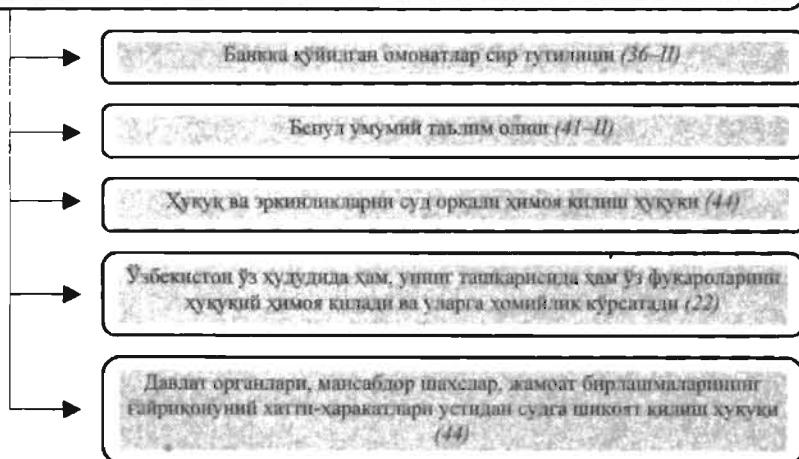 Банкка қўйилган омонатлар сир тутилиши (36–II)
Бепул умумий таълим олиш (41–II)
Ҳуқуқ ва эркинликларни суд орқали ҳимоя қилиш ҳуқуқи (44)
Ўзбекистон ўз ҳудудида ҳам, унинг ташқарисида ҳам ўз фуқароларини
ҳуқуқий ҳимоя қилади ва уларга ҳомийлик кўрсатади (22)
Давлат органлари, мансабдор шахслар, жамоат бирлашмаларининг
ғайриқонуний хатти-ҳаракатлари устидан судга шикоят қилиш ҳуқуқи
(44)